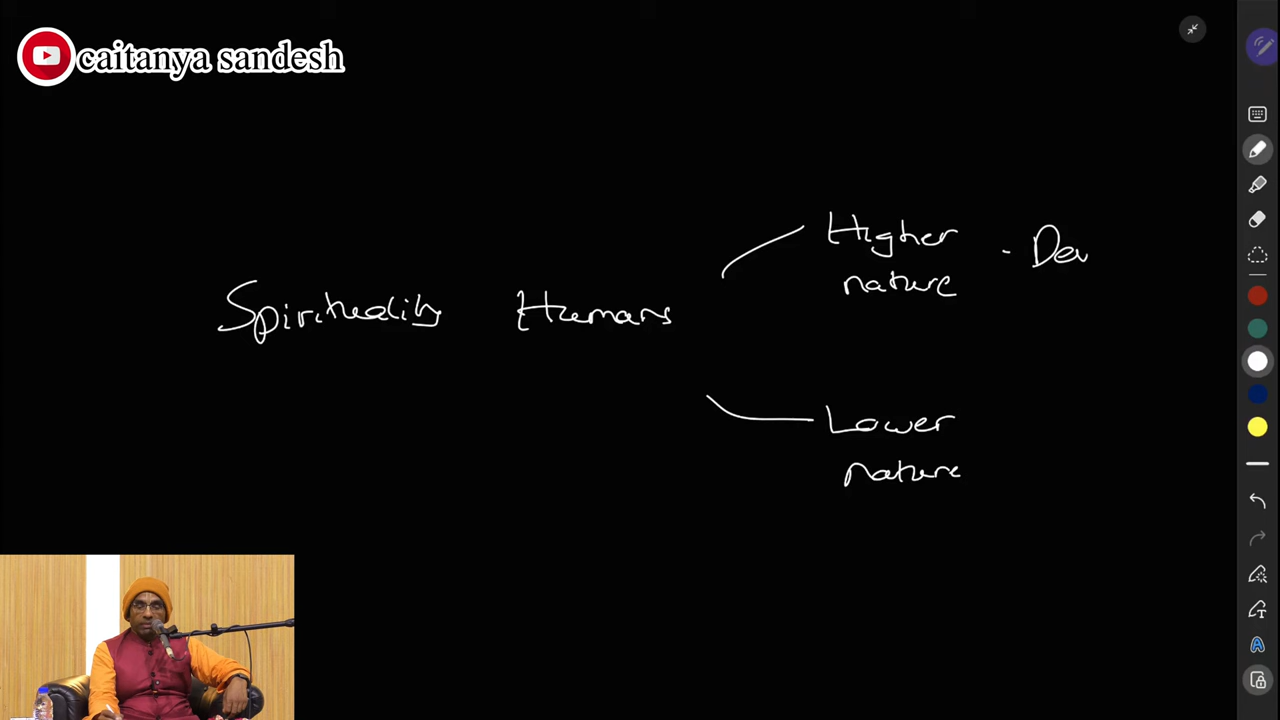 caitanya sandesh
Higher
nature
- Dev
Spirituality Humans
Lower
nature